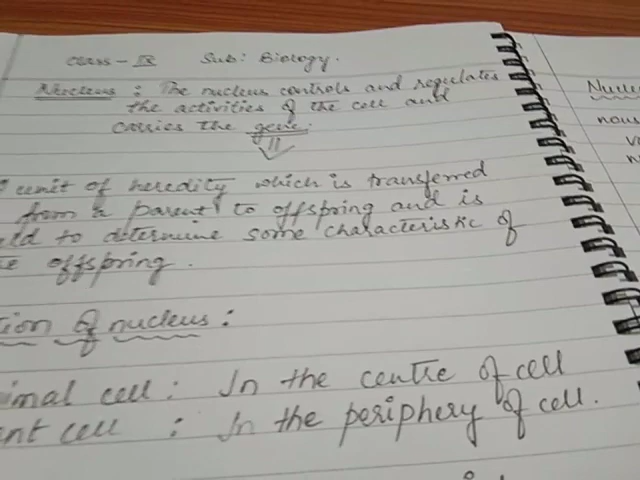 Class - IX Sub: Biology.
Nucleus : The nucleus controls and regulates
the activities of the cell and
carries the gene.
unit of heredity which is transferred
from a parent to offspring and is
to determine some characteristic of
offspring.
of nucleus :
cell : In the centre of cell
cell : In the periphery of cell.